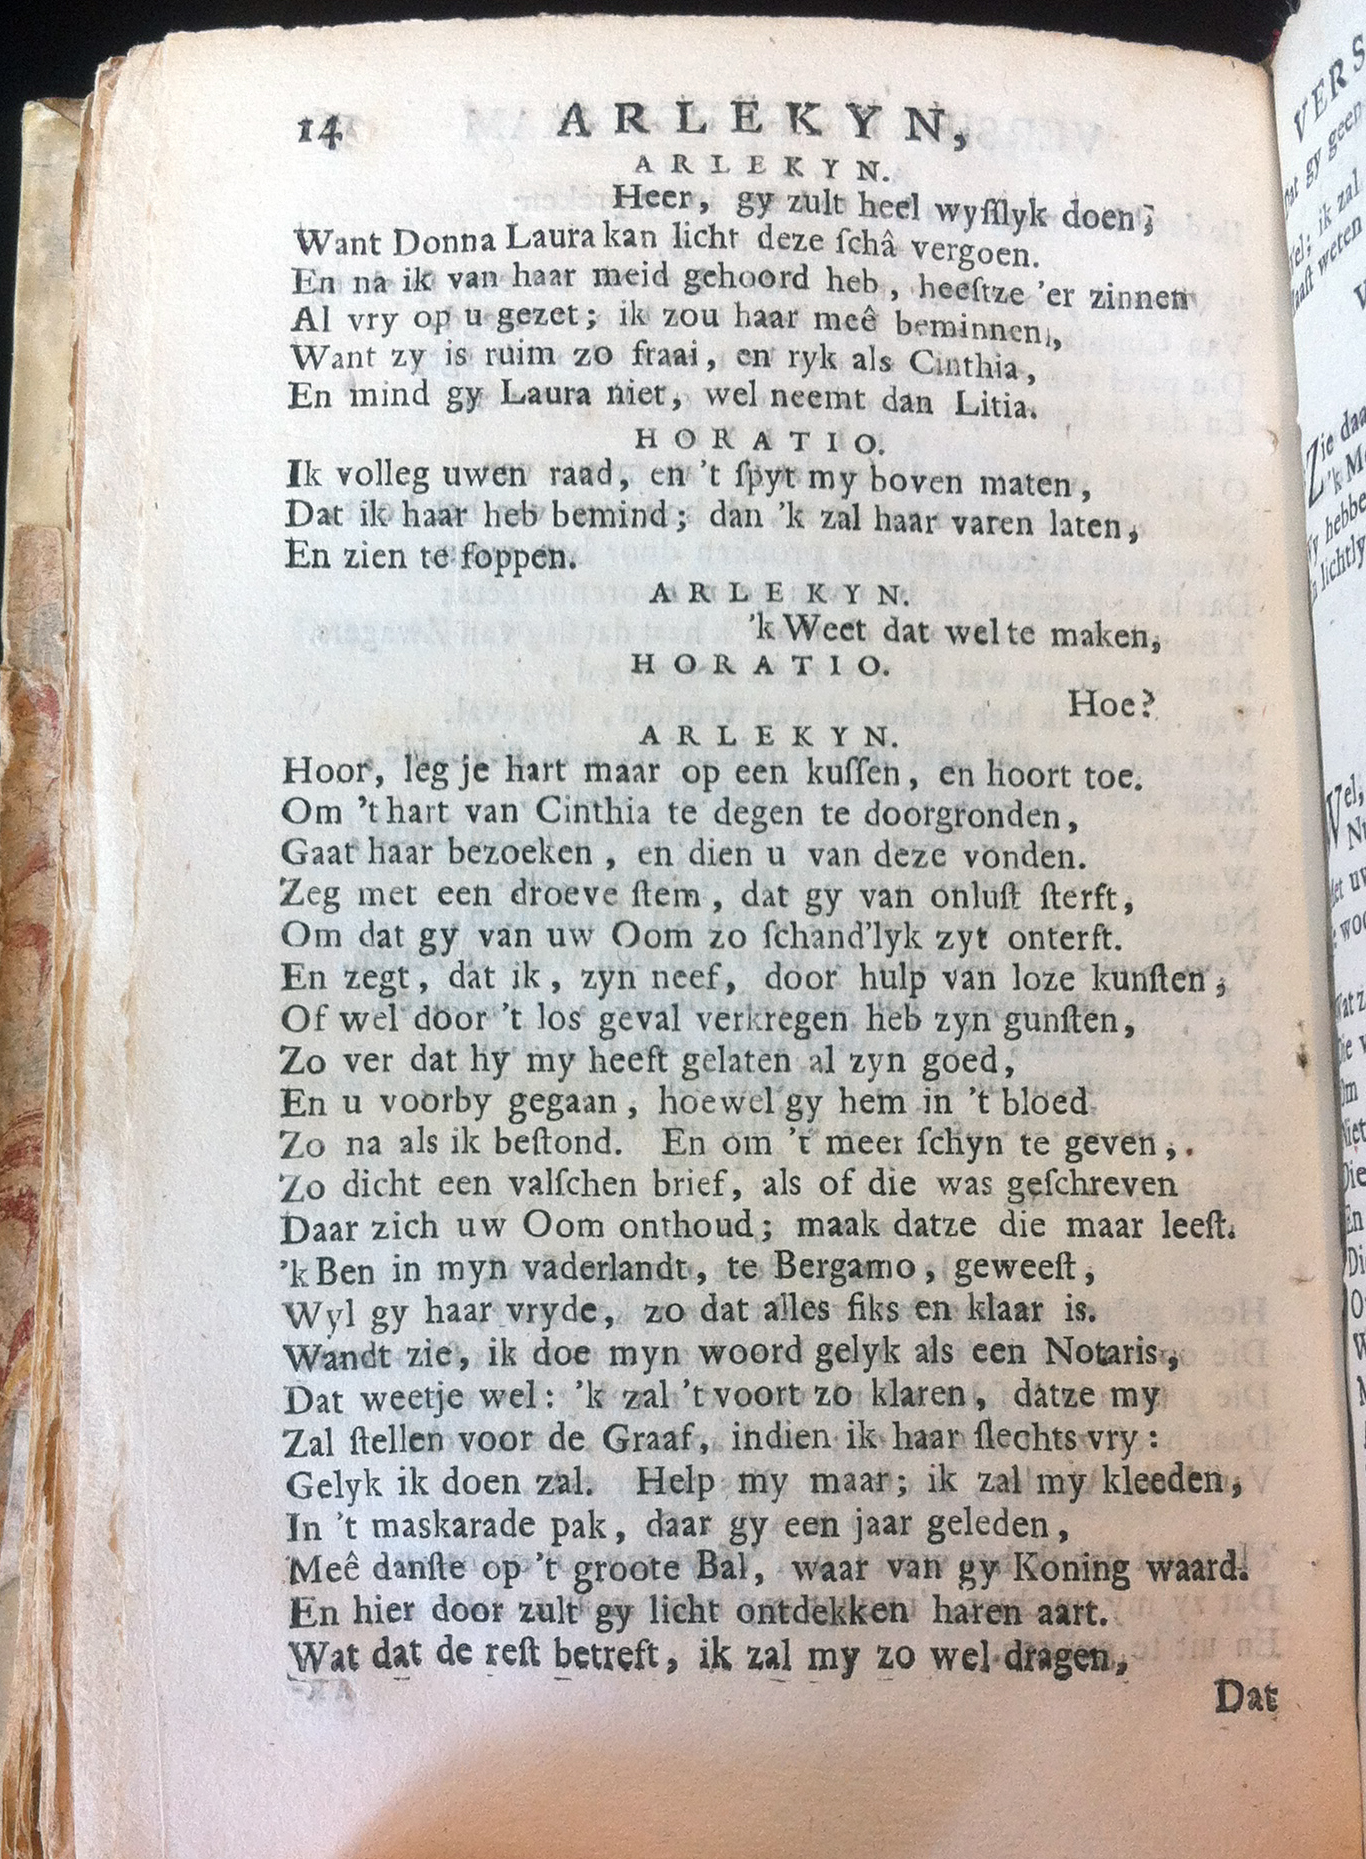 14 ARLEKYN,
ARLEKYN.
Heer, gy zult heel wyſſlyk doen;
Want Donna Laura kan licht deze ſchâ vergoen.
En na ik van haar meid gehoord heb, heeftze 'er zinnen
Al vry op u gezet; ik zou haar meê beminnen,
Want zy is ruim zo fraai, en ryk als Cinthia,
En mind gy Laura niet, wel neemt dan Litia.
HORATIO.
Ik volleg uwen raad, en 't ſpyt my boven maten,
Dat ik haar heb bemind; dan 'k zal haar varen laten,
En zien te foppen.
ARLEKYN.
'k Weet dat wel te maken,
HORATIO.
Hoe?
ARLEKYN.
Hoor, leg je hart maar op een kuſſen, en hoort toe.
Om 't hart van Cinthia te degen te doorgronden,
Gaat haar bezoeken, en dien u van deze vonden.
Zeg met een droeve ſtem, dat gy van onluſt ſterft,
Om dat gy van uw Oom zo ſchand'lyk zyt onterft.
En zegt, dat ik, zyn neef, door hulp van loze kunſten,
Of wel door 't los geval verkregen heb zyn gunſten,
Zo ver dat hy my heeft gelaten al zyn goed,
En u voorby gegaan, hoewel gy hem in 't bloed
Zo na als ik beſtond. En om 't meer ſchyn te geven,.
Zo dicht een valſchen brief, als of die was geſchreven
Daar zich uw Oom onthoud; maak datze die maar leeſt.
'k Ben in myn vaderlandt, te Bergamo, geweeſt,
Wyl gy haar vryde, zo dat alles fiks en klaar is.
Wandt zie, ik doe myn woord gelyk als een Notaris,
Dat weetje wel: 'k zal 't voort zo klaren, datze my
Zal ſtellen voor de Graaf, indien ik haar ſlechts vry:
Gelyk ik doen zal. Help my maar; ik zal my kleeden,
In 't maskarade pak, daar gy een jaar geleden,
Meê danſte op 't groote Bal, waar van gy Koning waard.
En hier door zult gy licht ontdekken haren aart.
Wat dat de reſt betreft, ik zal my zo wel dragen,
Dat